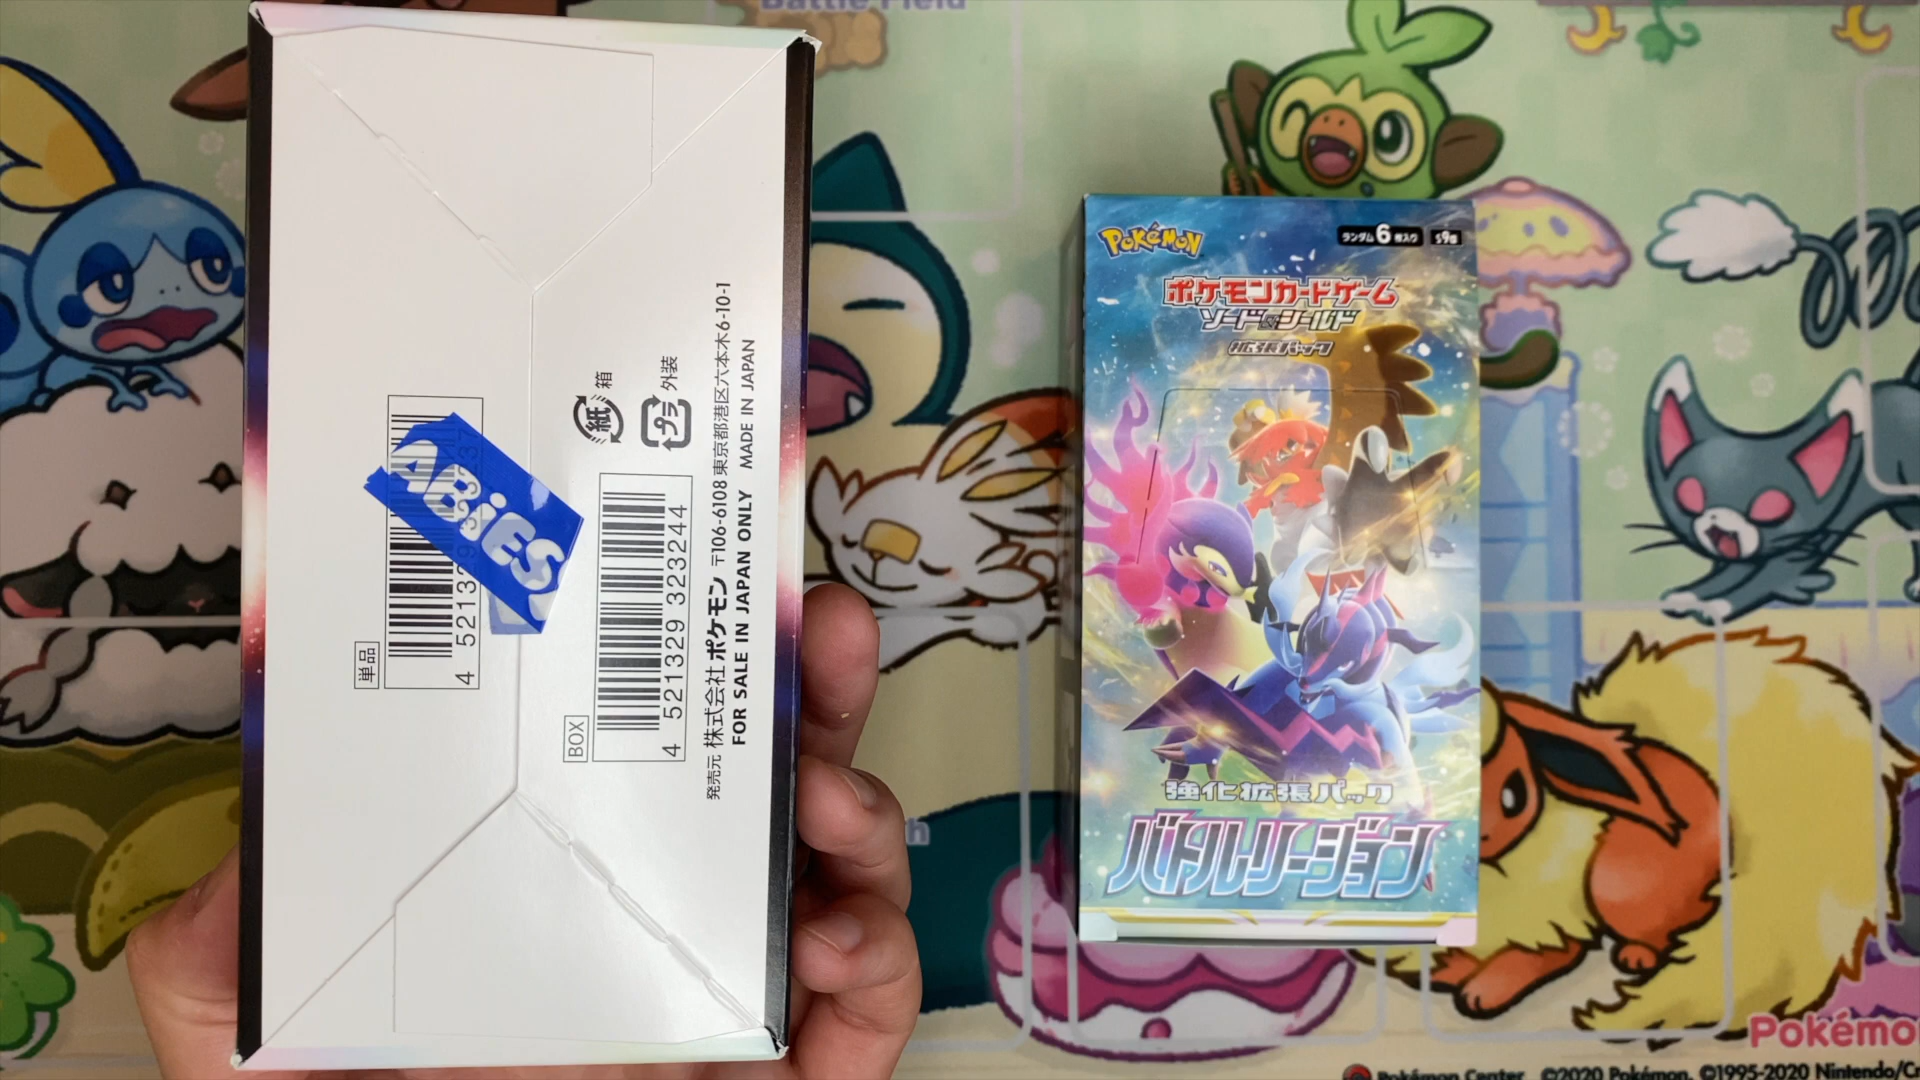 Battle Field
単品
ABiES
BOX
4 521329 323244
紙
箱
プラ
外装
発売元 株式会社ポケモン 〒106-6108 東京都港区六本木6-10-1
FOR SALE IN JAPAN ONLY MADE IN JAPAN
POKéMON
ランダム6枚入り
S9a
ポケモンカードゲーム
ソード&シールド
拡張パック
強化拡張パック
バトルリージョン
Pokémo
Pokémon Center ©2020 Pokémon. ©1995-2020 Nintendo/Cr